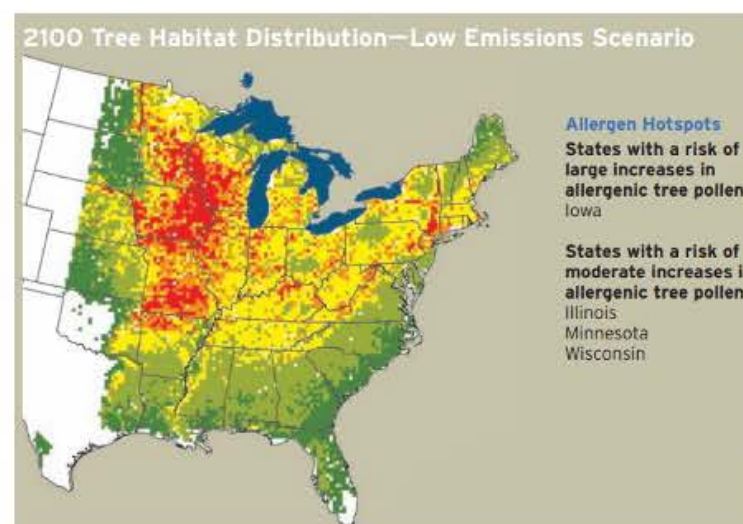 2100 Tree Habitat Distribution—Low Emissions Scenario
Allergen Hotspots
States with a risk of
large increases in
allergenic tree pollen
Iowa
States with a risk of
moderate increases i
allergenic tree pollen
Illinois
Minnesota
Wisconsin